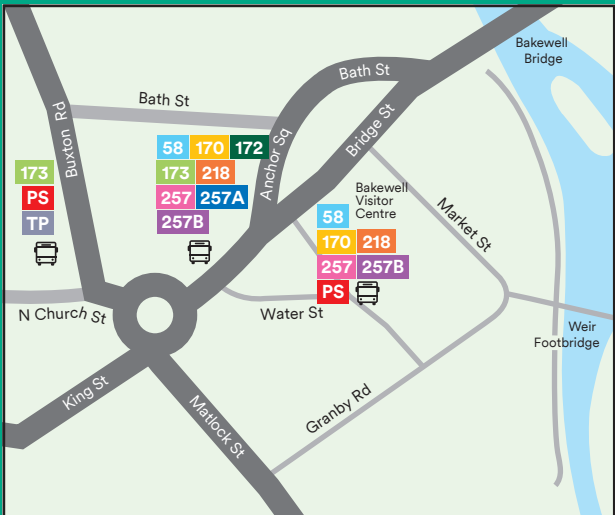 Bakewell
Bridge
Bath St
Bath St
Buxton Rd
Anchor Sq
Bridge St
58 170 172
173 218
257 257A
257B
173
PS
TP
Bakewell
Visitor
Centre
58
170 218
257 257B
PS
Market St
N Church St
Water St
Weir
Footbridge
King St
Matlock St
Granby Rd